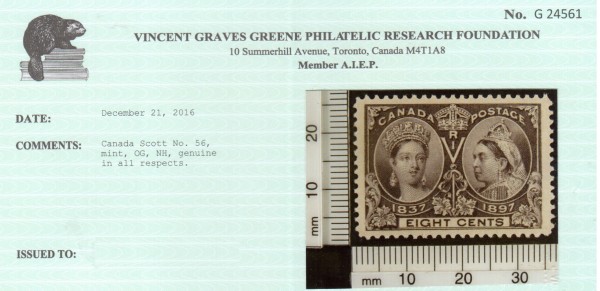 No. G 24561
VINCENT GRAVES GREENE PHILATELIC RESEARCH FOUNDATION
10 Summerhill Avenue, Toronto, Canada M4T1A8
Member A.I.E.P.
DATE: December 21, 2016
COMMENTS: Canada Scott No. 56,
mint, OG, NH, genuine
in all respects.
ISSUED TO:
CANADA POSTAGE
V R I
1837 1897
EIGHT CENTS
mm 10 20
mm 10 20 30